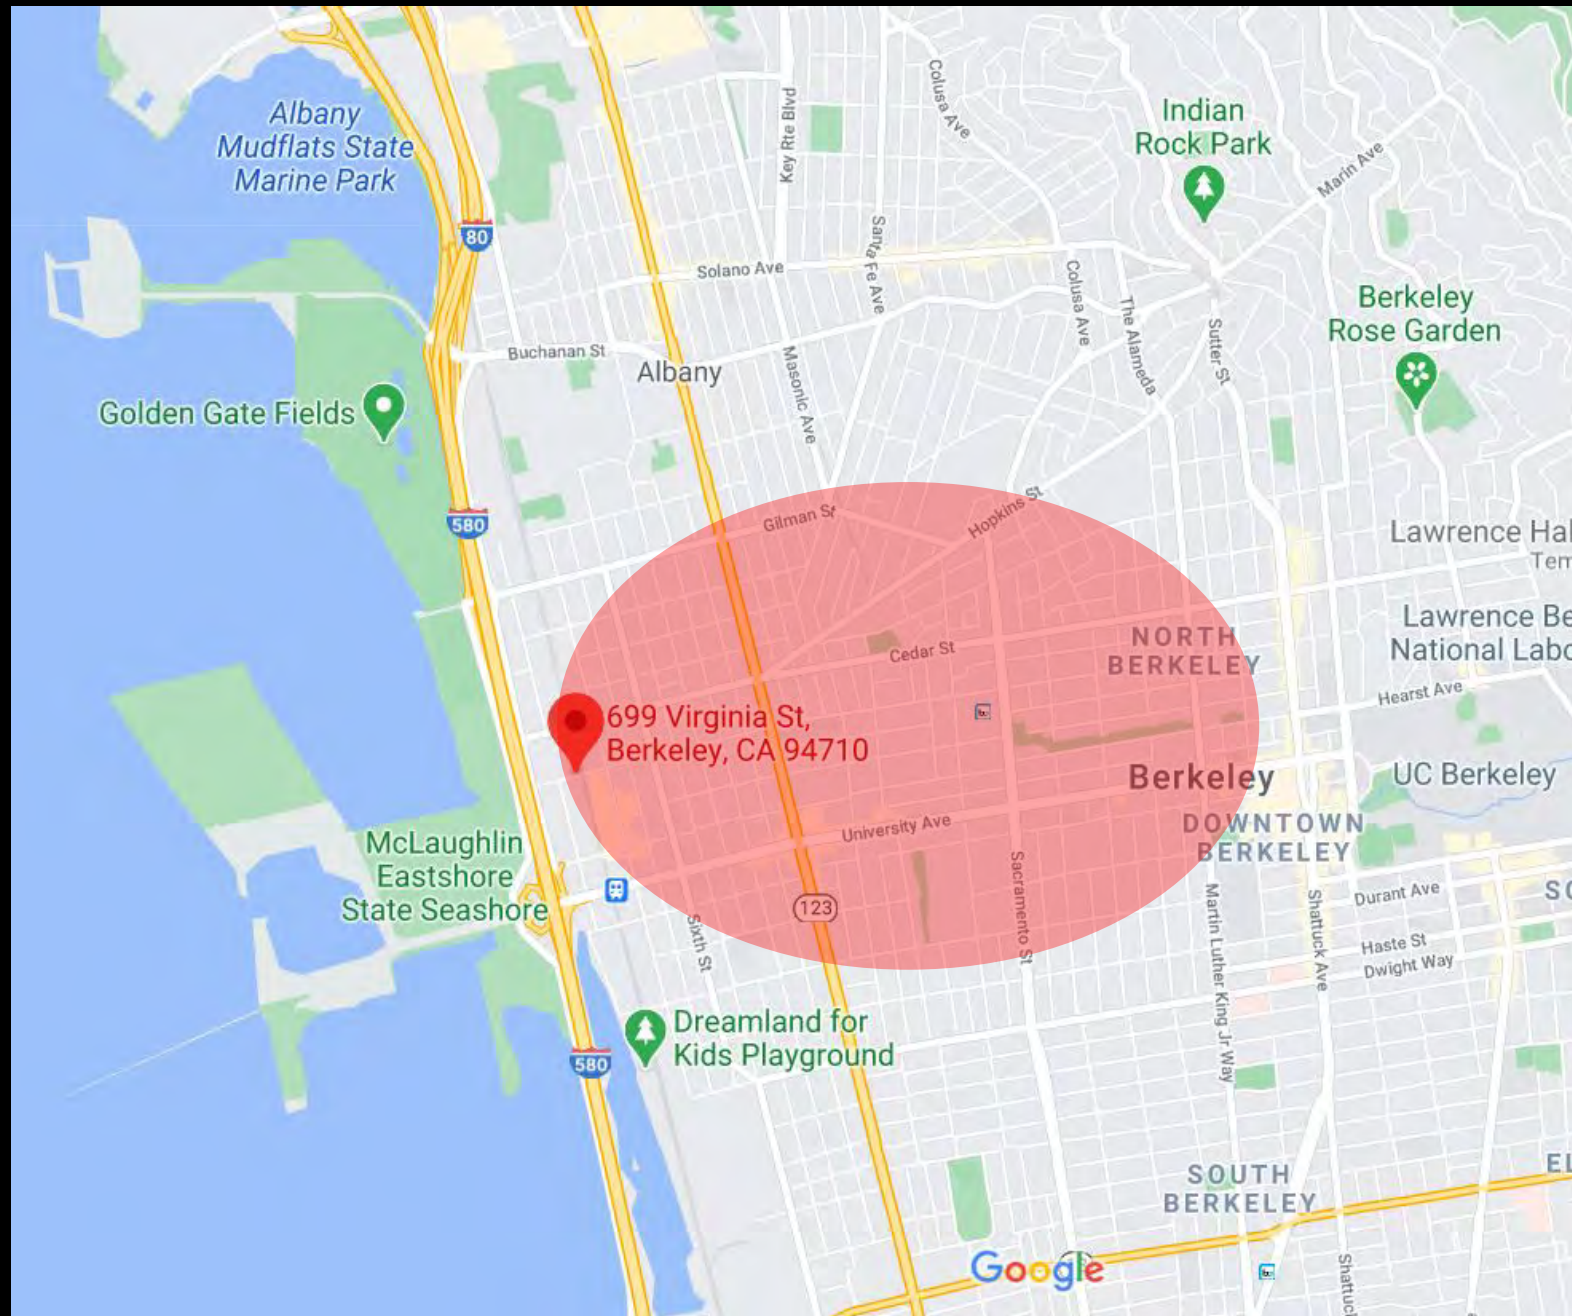 Albany
Mudflats State
Marine Park
80
Key Rte Blvd
Colusa Ave
Indian
Rock Park
Marin Ave
Santa Fe Ave
Solano Ave
Colusa Ave
The Alameda
Sutter St
Berkeley
Rose Garden
Buchanan St
Albany
Masonic Ave
Golden Gate Fields
580
Gilman St
Hopkins St
Lawrence Hal
Tem
Lawrence Be
National Labo
NORTH
BERKELEY
Cedar St
Hearst Ave
699 Virginia St,
Berkeley, CA 94710
Berkeley
UC Berkeley
University Ave
DOWNTOWN
BERKELEY
McLaughlin
Eastshore
State Seashore
123
Sixth St
Sacramento St
Martin Luther King Jr Way
Shattuck Ave
Durant Ave
SO
Haste St
Dwight Way
Dreamland for
Kids Playground
580
SOUTH
BERKELEY
EL
Google
Shattuc